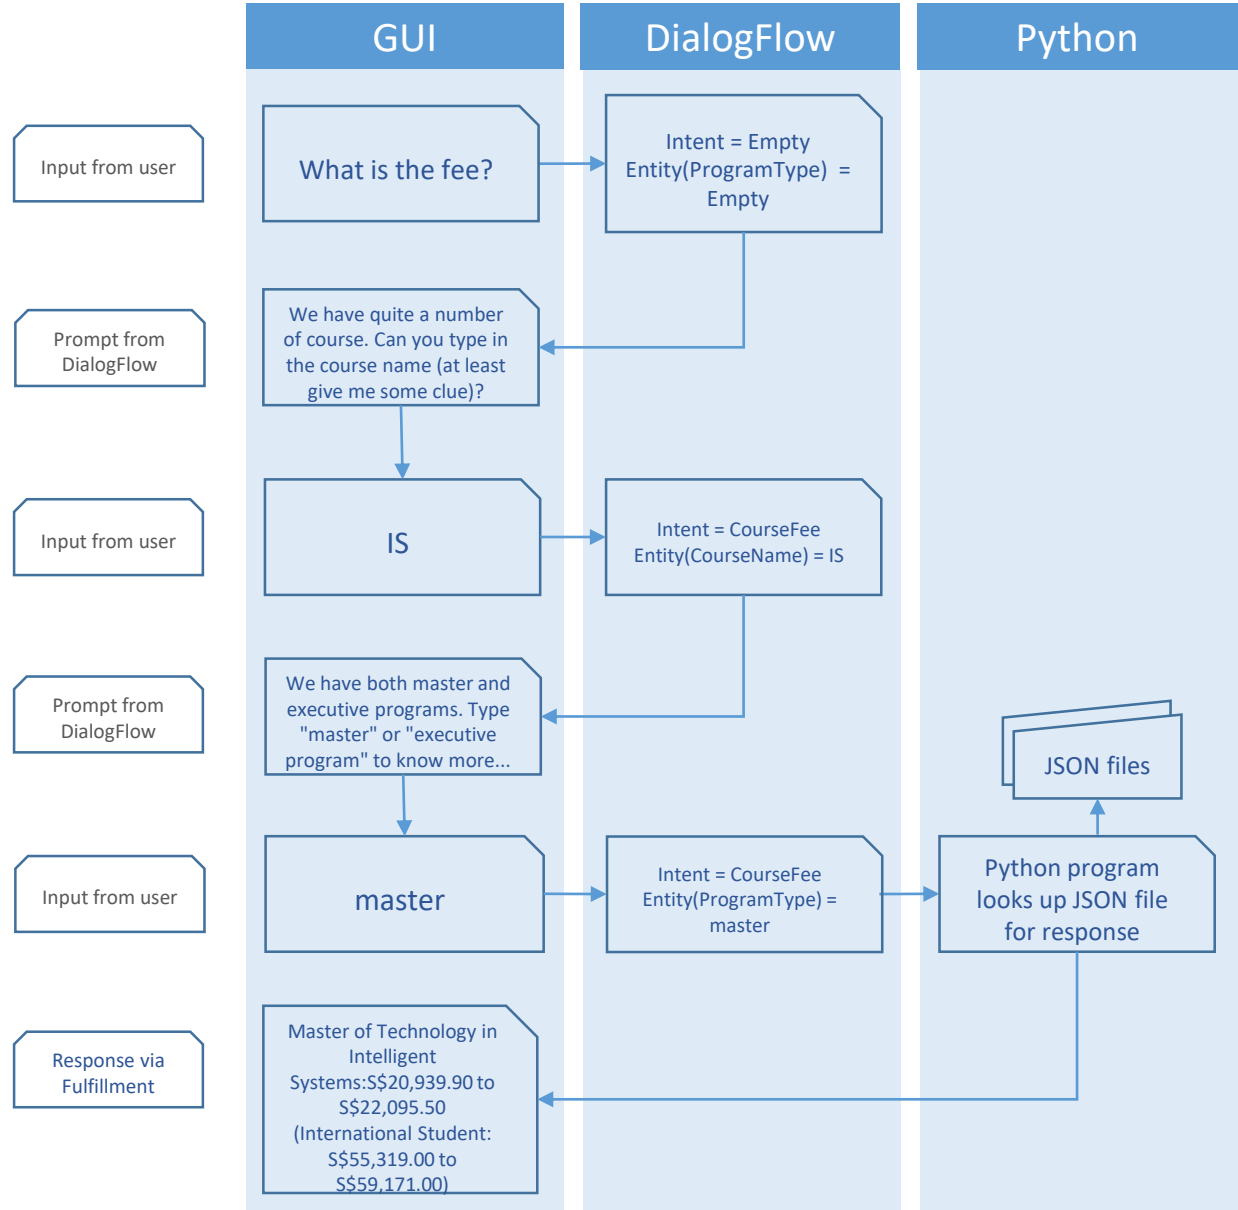 GUI
DialogFlow
Python
Input from user
What is the fee?
Intent = Empty
Entity(ProgramType) =
Empty
Prompt from
DialogFlow
We have quite a number
of course. Can you type in
the course name (at least
give me some clue)?
Input from user
IS
Intent = CourseFee
Entity(CourseName) = IS
Prompt from
DialogFlow
We have both master and
executive programs. Type
"master" or "executive
program" to know more...
JSON files
Input from user
master
Intent = CourseFee
Entity(ProgramType) =
master
Python program
looks up JSON file
for response
Response via
Fulfillment
Master of Technology in
Intelligent
Systems:S$20,939.90 to
S$22,095.50
(International Student:
S$55,319.00 to
S$59,171.00)